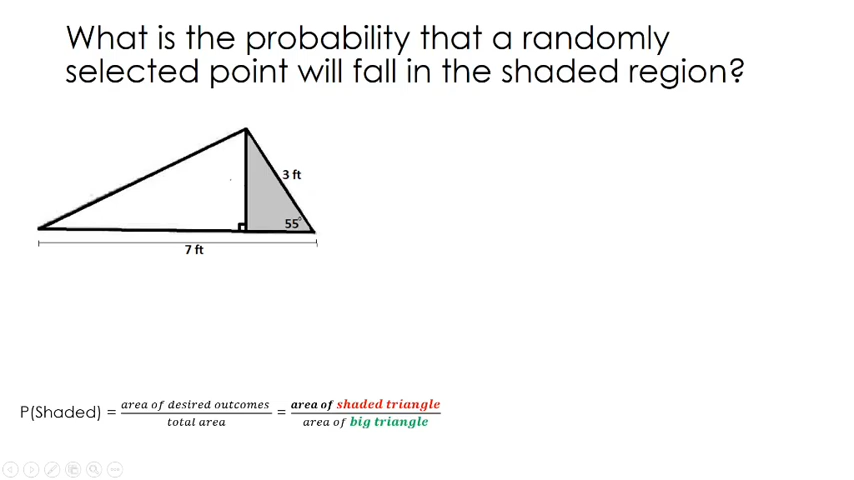 What is the probability that a randomly
selected point will fall in the shaded region?
3 ft
55°
7 ft
P(Shaded) = area of desired outcomes / total area = area of shaded triangle / area of big triangle